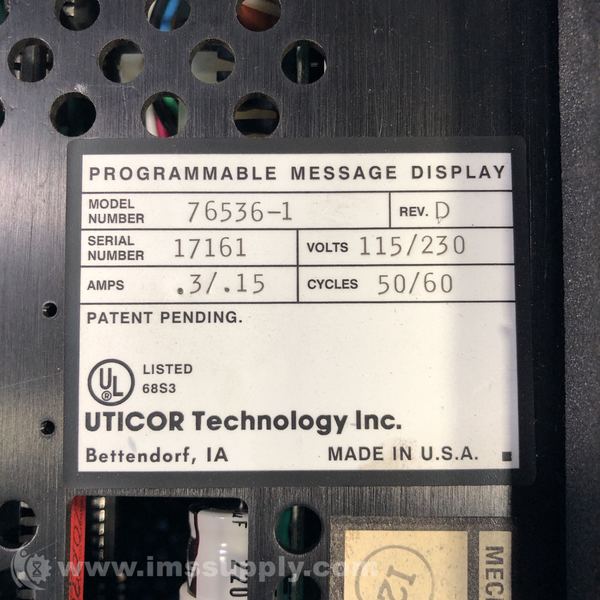 PROGRAMMABLE MESSAGE DISPLAY
MODEL NUMBER 76536-1 REV. D
SERIAL NUMBER 17161 VOLTS 115/230
AMPS .3/.15 CYCLES 50/60
PATENT PENDING.
UL ® LISTED
68S3
UTICOR Technology Inc.
Bettendorf, IA MADE IN U.S.A.
MEC
www.imssupply.com